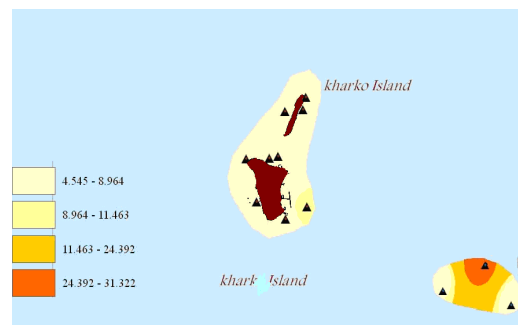 kharko Island
4.545 - 8.964
8.964 - 11.463
11.463 - 24.392
24.392 - 31.322
khark Island